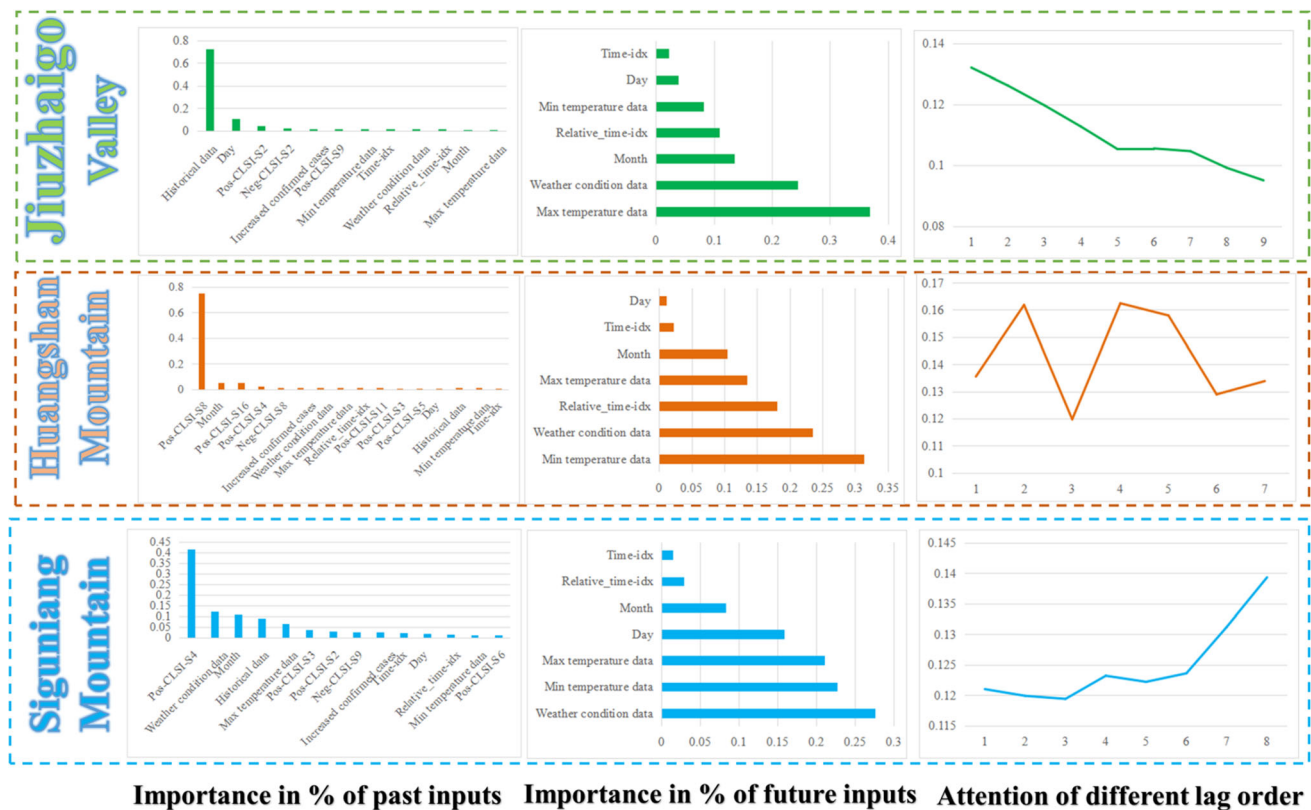 Jiuzhaigo
Valley
0.8
0.6
0.4
0.2
0
Historical data
Day
Pos-CLSI-S2
Neg-CLSI-S2
Increased confirmed cases
Pos-CLSI-S9
Min temperature data
Time-idx
Weather condition data
Relative_time-idx
Month
Max temperature data
Time-idx
Day
Min temperature data
Relative_time-idx
Month
Weather condition data
Max temperature data
0 0.1 0.2 0.3 0.4
0.14
0.12
0.1
0.08
1 2 3 4 5 6 7 8 9
Huangshan
Mountain
0.8
0.6
0.4
0.2
0
Pos-CLSI-S8
Month
Pos-CLSI-S16
Pos-CLSI-S4
Neg-CLSI-S8
Increased confirmed cases
Weather condition data
Max temperature data
Relative_time-idx
Pos-CLSI-S11
Pos-CLSI-S3
Pos-CLSI-S5
Day
Historical data
Min temperature data
Time-idx
Day
Time-idx
Month
Max temperature data
Relative_time-idx
Weather condition data
Min temperature data
0 0.05 0.1 0.15 0.2 0.25 0.3 0.35
0.17
0.16
0.15
0.14
0.13
0.12
0.11
0.1
1 2 3 4 5 6 7
Siguniang
Mountain
0.45
0.4
0.35
0.3
0.25
0.2
0.15
0.1
0.05
0
Pos-CLSI-S4
Weather condition data
Month
Historical data
Max temperature data
Pos-CLSI-S3
Pos-CLSI-S2
Neg-CLSI-S9
Increased confirmed cases
Time-idx
Day
Relative_time-idx
Min temperature data
Pos-CLSI-S6
Time-idx
Relative_time-idx
Month
Day
Max temperature data
Min temperature data
Weather condition data
0 0.05 0.1 0.15 0.2 0.25 0.3
0.145
0.14
0.135
0.13
0.125
0.12
0.115
1 2 3 4 5 6 7 8
Importance in % of past inputs Importance in % of future inputs Attention of different lag order